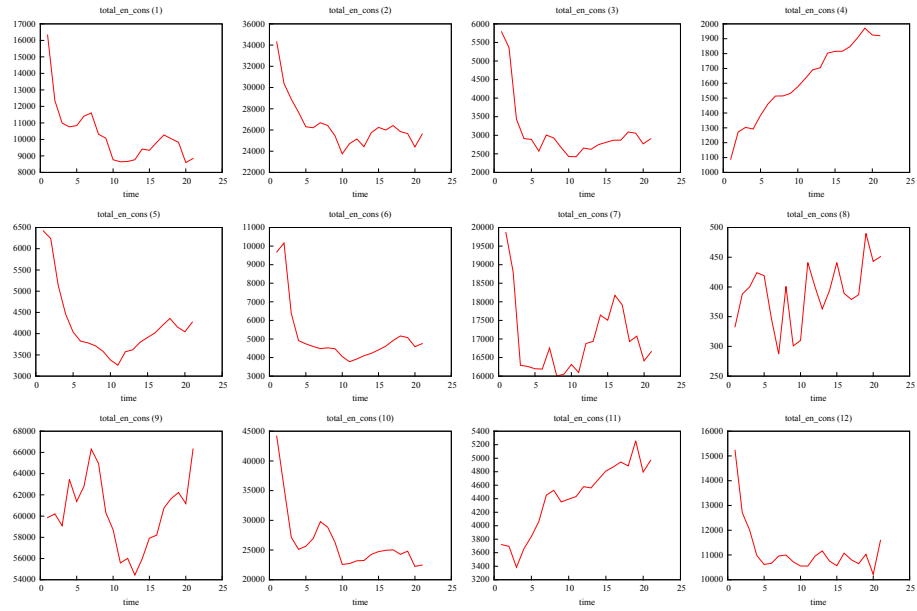 total_en_cons (1)
17000
16000
15000
14000
13000
12000
11000
10000
9000
8000
0 5 10 15 20 25
time
total_en_cons (2)
36000
34000
32000
30000
28000
26000
24000
22000
0 5 10 15 20 25
time
total_en_cons (3)
6000
5500
5000
4500
4000
3500
3000
2500
2000
0 5 10 15 20 25
time
total_en_cons (4)
2000
1900
1800
1700
1600
1500
1400
1300
1200
1100
1000
0 5 10 15 20 25
time
total_en_cons (5)
6500
6000
5500
5000
4500
4000
3500
3000
0 5 10 15 20 25
time
total_en_cons (6)
11000
10000
9000
8000
7000
6000
5000
4000
3000
0 5 10 15 20 25
time
total_en_cons (7)
20000
19500
19000
18500
18000
17500
17000
16500
16000
0 5 10 15 20 25
time
total_en_cons (8)
500
450
400
350
300
250
0 5 10 15 20 25
time
total_en_cons (9)
68000
66000
64000
62000
60000
58000
56000
54000
0 5 10 15 20 25
time
total_en_cons (10)
45000
40000
35000
30000
25000
20000
0 5 10 15 20 25
time
total_en_cons (11)
5400
5200
5000
4800
4600
4400
4200
4000
3800
3600
3400
3200
0 5 10 15 20 25
time
total_en_cons (12)
16000
15000
14000
13000
12000
11000
10000
0 5 10 15 20 25
time